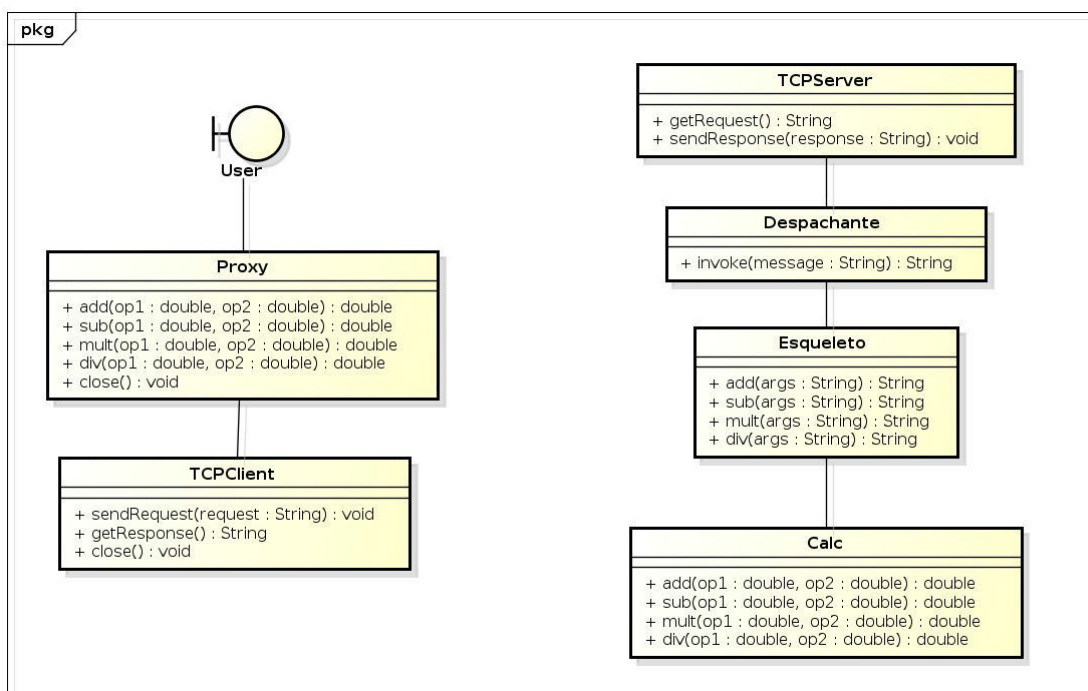 pkg
User
Proxy
+ add(op1 : double, op2 : double) : double
+ sub(op1 : double, op2 : double) : double
+ mult(op1 : double, op2 : double) : double
+ div(op1 : double, op2 : double) : double
+ close() : void
TCPClient
+ sendRequest(request : String) : void
+ getResponse() : String
+ close() : void
TCPServer
+ getRequest() : String
+ sendResponse(response : String) : void
Despachante
+ invoke(message : String) : String
Esqueleto
+ add(args : String) : String
+ sub(args : String) : String
+ mult(args : String) : String
+ div(args : String) : String
Calc
+ add(op1 : double, op2 : double) : double
+ sub(op1 : double, op2 : double) : double
+ mult(op1 : double, op2 : double) : double
+ div(op1 : double, op2 : double) : double